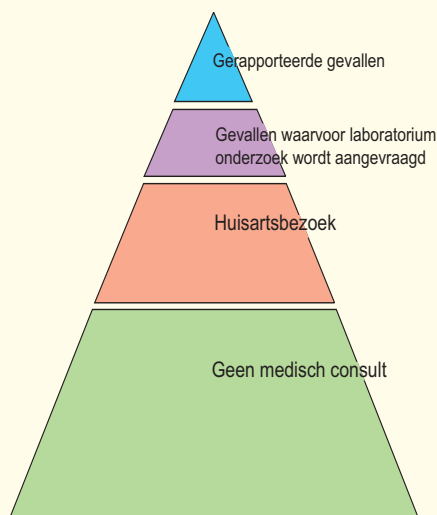 Gerapporteerde gevallen
Gevallen waarvoor laboratorium
onderzoek wordt aangevraagd
Huisartsbezoek
Geen medisch consult